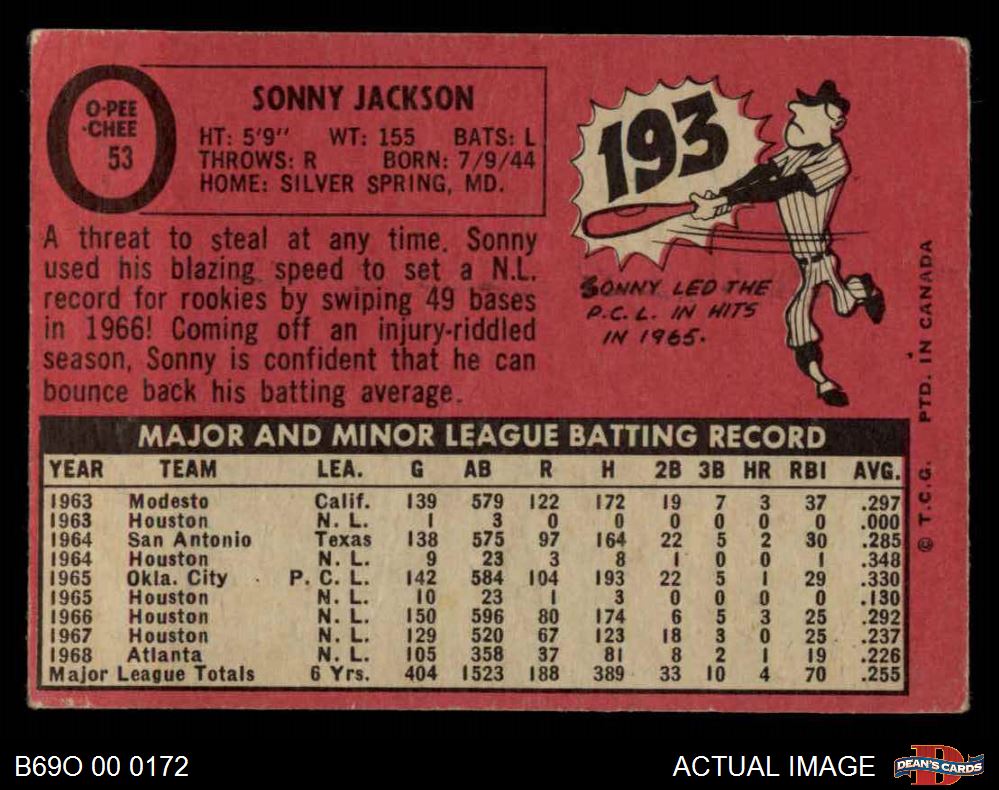 O-PEE
-CHEE
53
SONNY JACKSON
HT: 5'9" WT: 155 BATS: L
THROWS: R BORN: 7/9/44
HOME: SILVER SPRING, MD.
A threat to steal at any time. Sonny
used his blazing speed to set a N.L.
record for rookies by swiping 49 bases
in 1966! Coming off an injury-riddled
season, Sonny is confident that he can
bounce back his batting average.
193
SONNY LED THE
P.C.L. IN HITS
IN 1965.
MAJOR AND MINOR LEAGUE BATTING RECORD
YEAR TEAM LEA. G AB R H 2B 3B HR RBI AVG.
1963 Modesto Calif. 139 579 122 172 19 7 3 37 .297
1963 Houston N. L. 1 3 0 0 0 0 0 0 .000
1964 San Antonio Texas 138 575 97 164 22 5 2 30 .285
1964 Houston N. L. 9 23 3 8 1 0 0 1 .348
1965 Okla. City P. C. L. 142 584 104 193 22 5 1 29 .330
1965 Houston N. L. 10 23 1 3 0 0 0 0 .130
1966 Houston N. L. 150 596 80 174 6 5 3 25 .292
1967 Houston N. L. 129 520 67 123 18 3 0 25 .237
1968 Atlanta N. L. 105 358 37 81 8 2 1 19 .226
Major League Totals 6 Yrs. 404 1523 188 389 33 10 4 70 .255
© T.C.G. PTD. IN CANADA
B69O 00 0172
ACTUAL IMAGE
DEAN'S CARDS